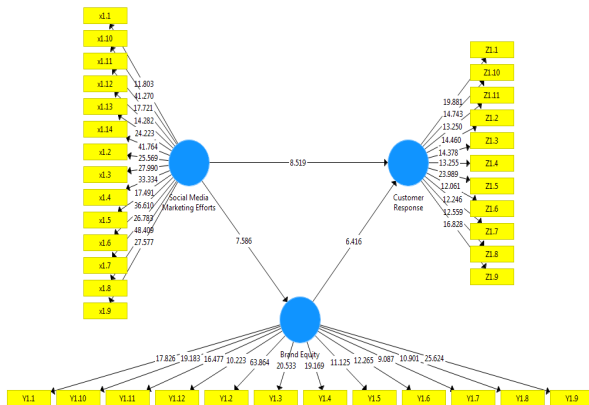 x1.1
x1.10
x1.11
x1.12
x1.13
x1.14
x1.2
x1.3
x1.4
x1.5
x1.6
x1.7
x1.8
x1.9
11.803
41.270
17.721
14.282
24.223
41.764
25.569
27.990
33.334
17.491
36.610
26.783
48.409
27.577
Social Media
Marketing Efforts
8.519
7.586
6.416
Customer
Response
19.881
14.743
13.250
14.460
14.378
13.255
23.989
12.061
12.246
12.559
16.828
Z1.1
Z1.10
Z1.11
Z1.2
Z1.3
Z1.4
Z1.5
Z1.6
Z1.7
Z1.8
Z1.9
Brand Equity
17.826
19.183
16.477
10.223
63.864
20.533
19.169
11.125
12.265
9.087
10.901
25.624
Y1.1
Y1.10
Y1.11
Y1.12
Y1.2
Y1.3
Y1.4
Y1.5
Y1.6
Y1.7
Y1.8
Y1.9